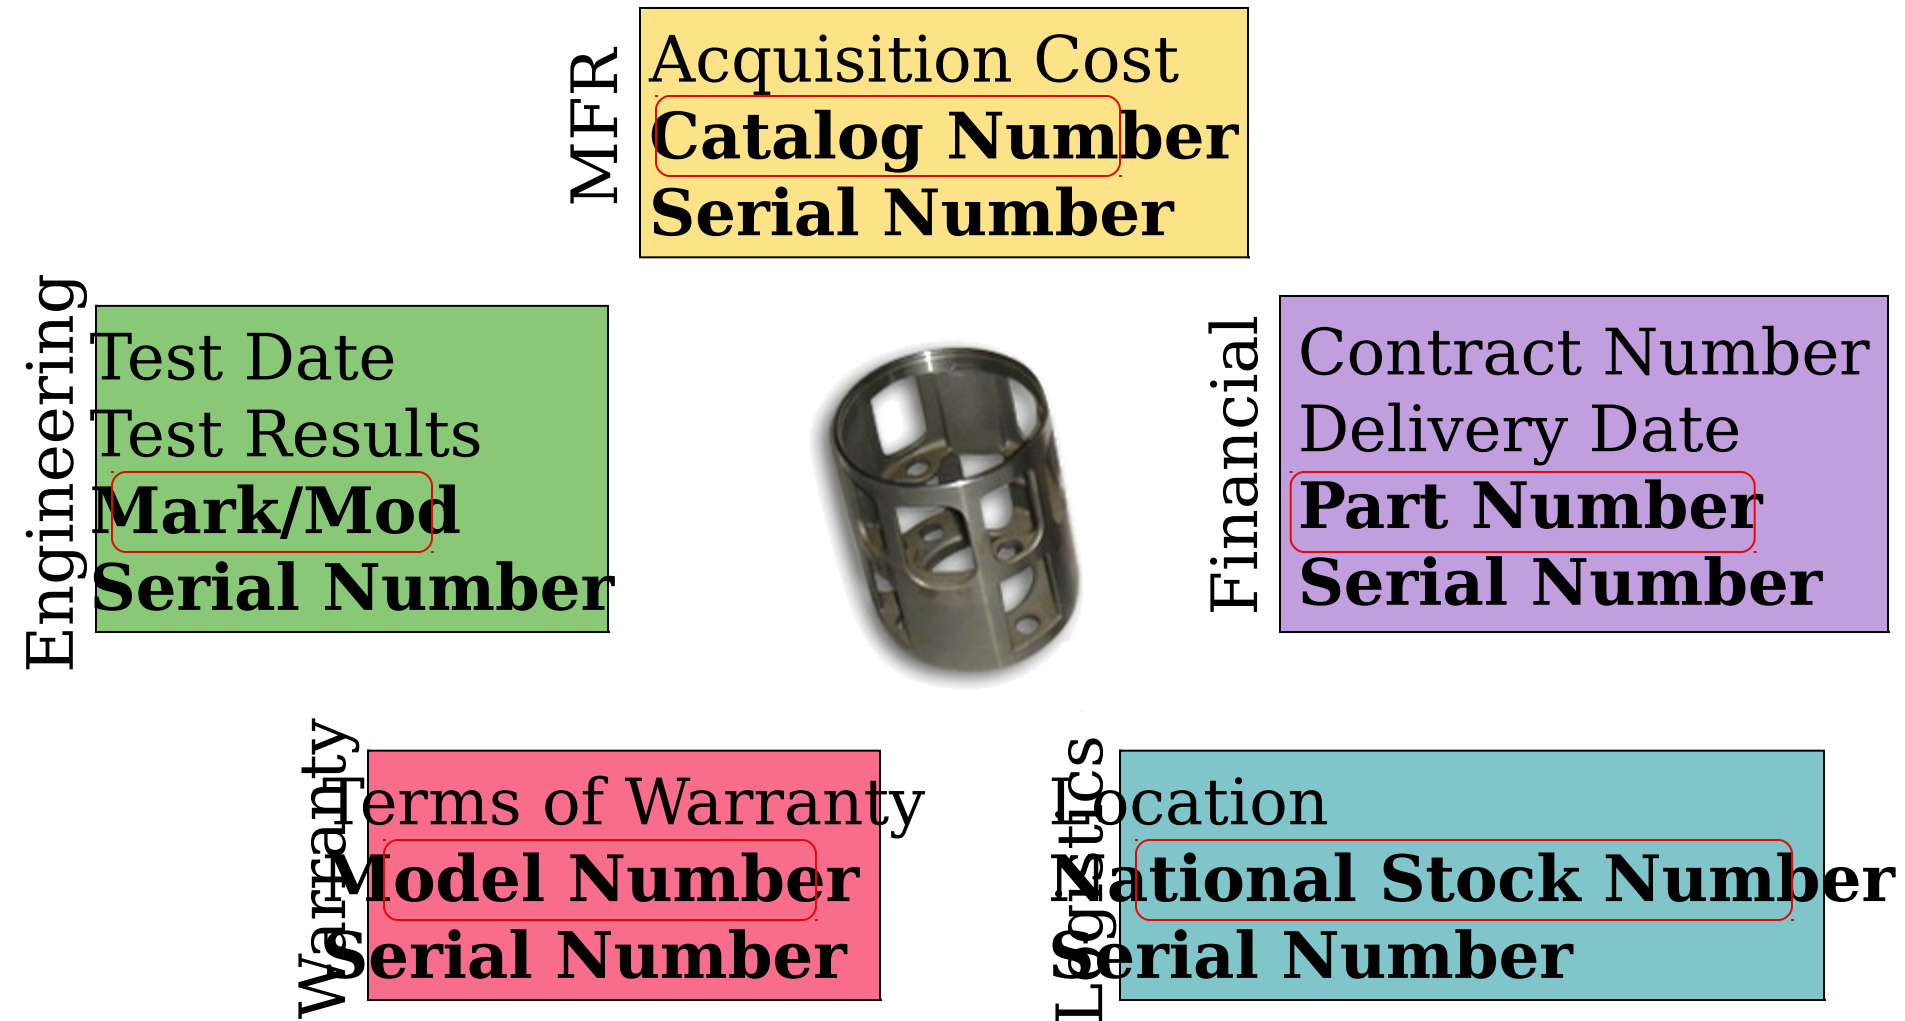 MFR
Acquisition Cost
Catalog Number
Serial Number
Engineering
Test Date
Test Results
Mark/Mod
Serial Number
Financial
Contract Number
Delivery Date
Part Number
Serial Number
Warranty
Terms of Warranty
Model Number
Serial Number
Logistics
Location
National Stock Number
Serial Number